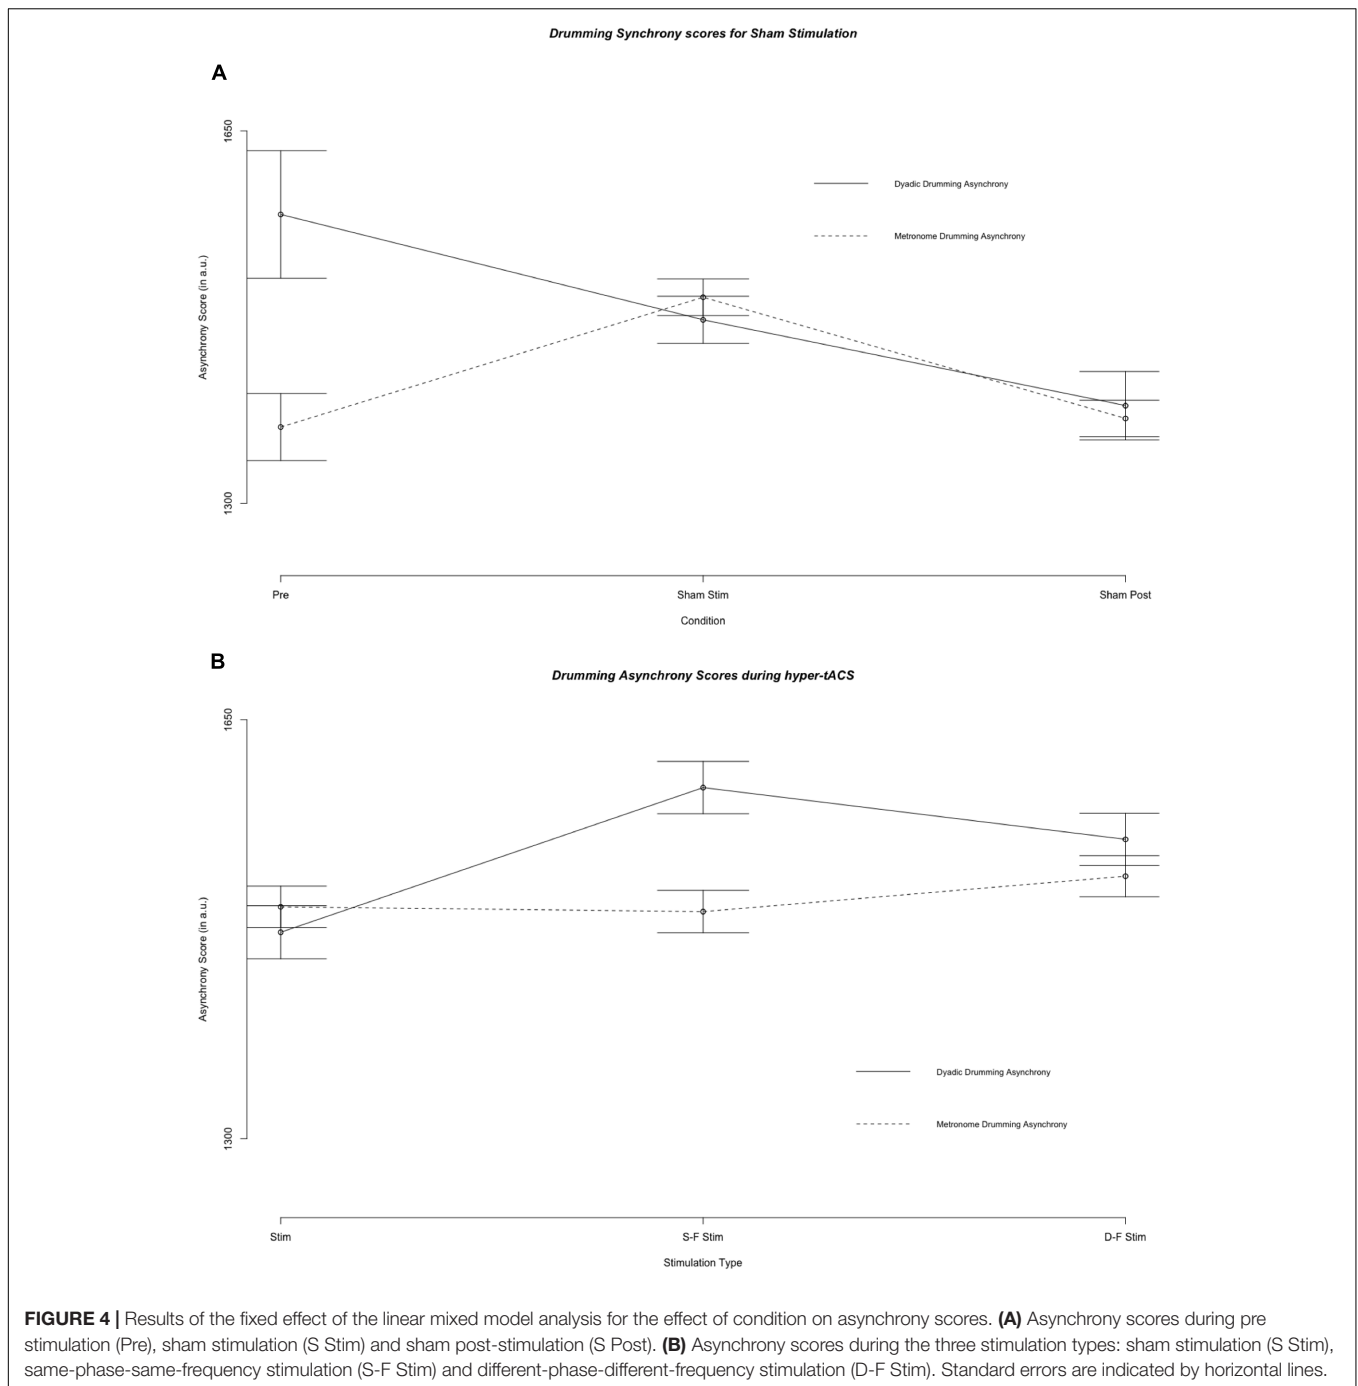 Drumming Synchrony scores for Sham Stimulation
A
1650
Dyadic Drumming Asynchrony
Metronome Drumming Asynchrony
Asynchrony Score (in a.u.)
1300
Pre Sham Stim Sham Post
Condition
B
Drumming Asynchrony Scores during hyper-tACS
1650
Asynchrony Score (in a.u.)
Dyadic Drumming Asynchrony
Metronome Drumming Asynchrony
1300
Stim S-F Stim D-F Stim
Stimulation Type
FIGURE 4 | Results of the fixed effect of the linear mixed model analysis for the effect of condition on asynchrony scores. (A) Asynchrony scores during pre
stimulation (Pre), sham stimulation (S Stim) and sham post-stimulation (S Post). (B) Asynchrony scores during the three stimulation types: sham stimulation (S Stim),
same-phase-same-frequency stimulation (S-F Stim) and different-phase-different-frequency stimulation (D-F Stim). Standard errors are indicated by horizontal lines.